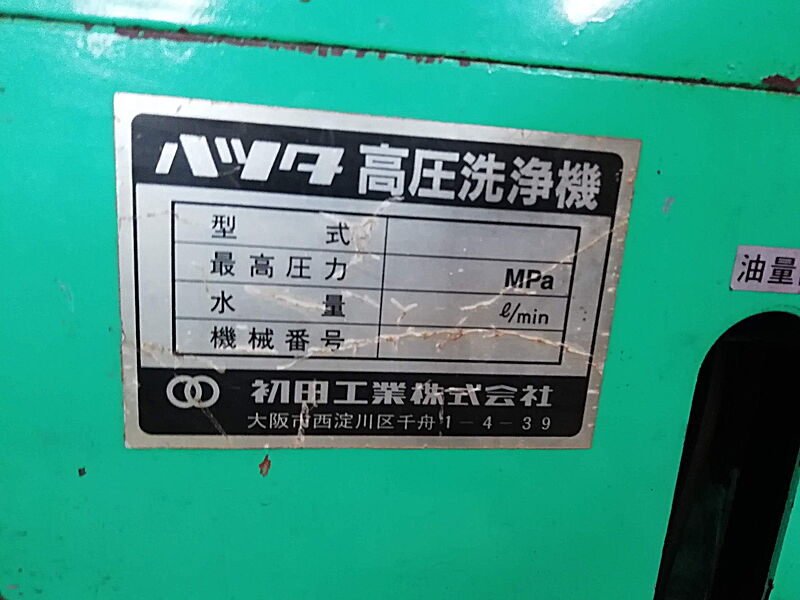 ハツタ 高圧洗浄機
型式
最高圧力 MPa
水量 ℓ/min
機械番号
初田工業株式会社
大阪市西淀川区千舟1-4-39
油量